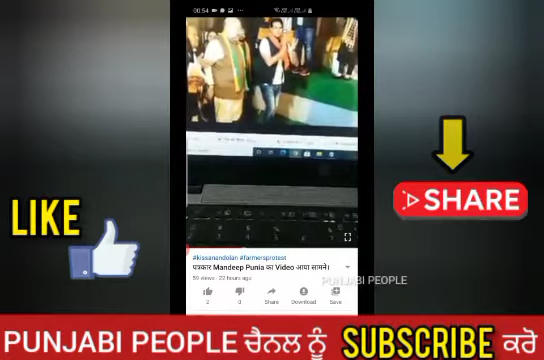 00:54
LIKE
SHARE
#kissanandolan #farmersprotest
पत्रकार Mandeep Punia का Video आया सामने।
59 views · 22 hours ago
PUNJABI PEOPLE
2
0
Share
Download
Save
PUNJABI PEOPLE ਚੈਨਲ ਨੂੰ SUBSCRIBE ਕਰੋ